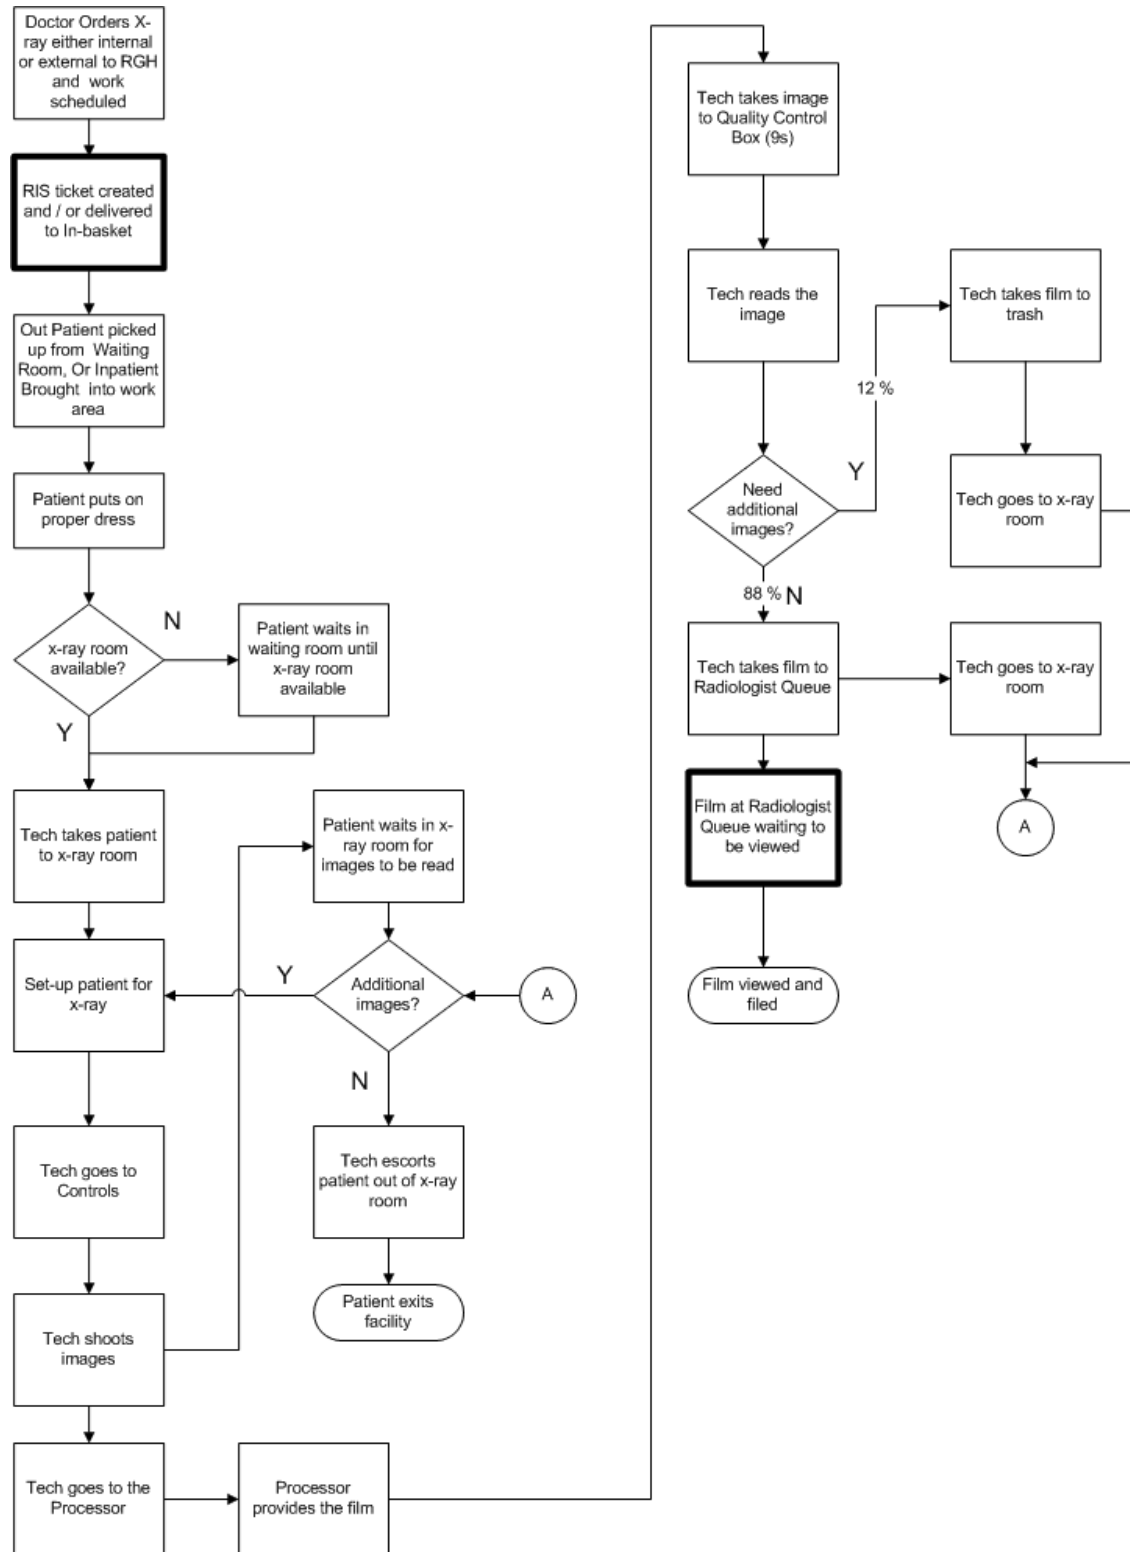 Doctor Orders X-
ray either internal
or external to RGH
and work
scheduled
RIS ticket created
and / or delivered
to In-basket
Out Patient picked
up from Waiting
Room, Or Inpatient
Brought into work
area
Patient puts on
proper dress
x-ray room
available?
N
Patient waits in
waiting room until
x-ray room
available
Y
Tech takes patient
to x-ray room
Patient waits in x-
ray room for
images to be read
Set-up patient for
x-ray
Y
Additional
images?
A
N
Tech goes to
Controls
Tech escorts
patient out of x-ray
room
Tech shoots
images
Patient exits
facility
Tech goes to the
Processor
Processor
provides the film
Tech takes image
to Quality Control
Box (9s)
Tech reads the
image
Tech takes film to
trash
12 %
Y
Need
additional
images?
Tech goes to x-ray
room
88 % N
Tech takes film to
Radiologist Queue
Tech goes to x-ray
room
Film at Radiologist
Queue waiting to
be viewed
A
Film viewed and
filed